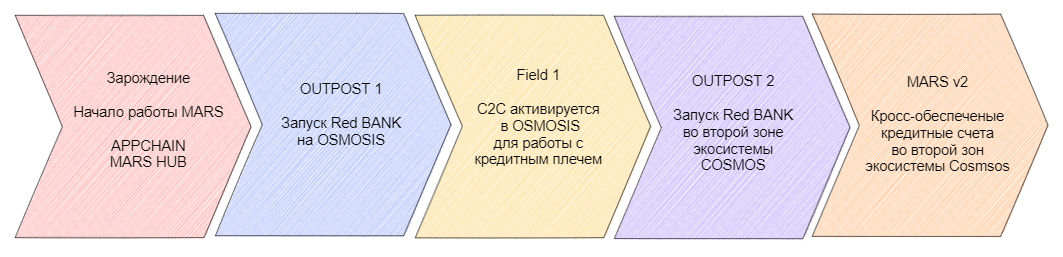 Зарождение
Начало работы MARS
APPCHAIN
MARS HUB
OUTPOST 1
Запуск Red BANK
на OSMOSIS
Field 1
C2C активируется
в OSMOSIS
для работы с
кредитным плечем
OUTPOST 2
Запуск Red BANK
во второй зоне
экосистемы
COSMOS
MARS v2
Кросс-обеспеченые
кредитные счета
во второй зон
экосистемы Cosmsos